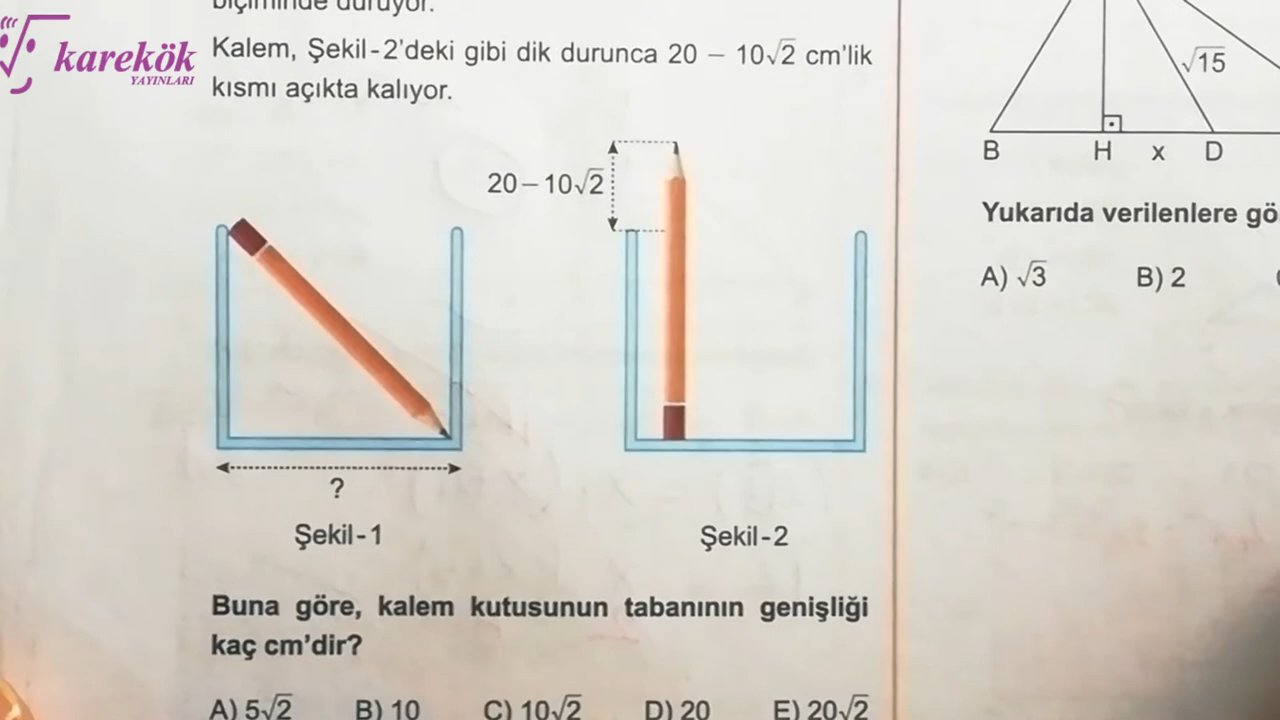 biçiminde duruyor.
karekök
YAYINLARI
Kalem, Şekil-2'deki gibi dik durunca 20 – 10√2 cm'lik
kısmı açıkta kalıyor.
20–10√2
?
Şekil-1
Şekil-2
Buna göre, kalem kutusunun tabanının genişliği
kaç cm'dir?
A) 5√2 B) 10 C) 10√2 D) 20 E) 20√2
√15
B H x D
Yukarıda verilenlere
A) √3 B) 2